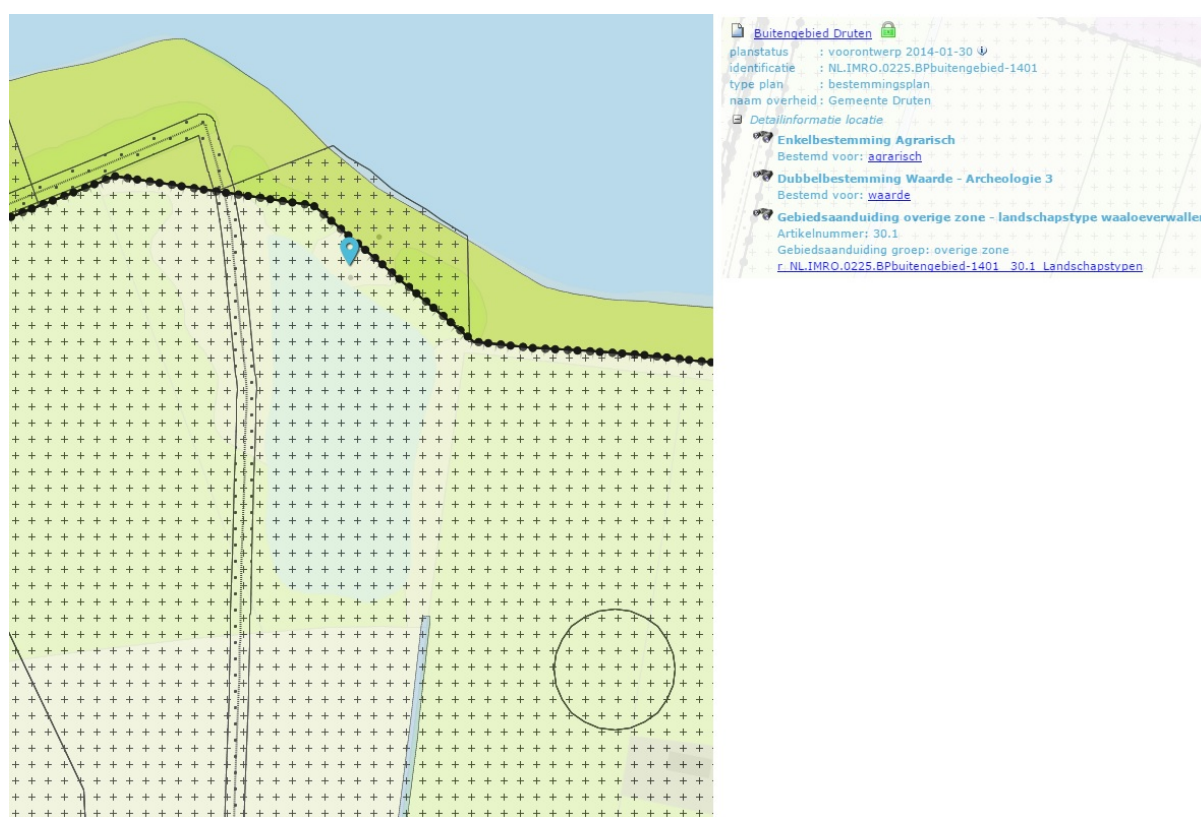 Buitengebied Druten
planstatus : voorontwerp 2014-01-30
identificatie : NL.IMRO.0225.BPbuitengebied-1401
type plan : bestemmingsplan
naam overheid : Gemeente Druten
Detailinformatie locatie
Enkelbestemming Agrarisch
Bestemd voor: agrarisch
Dubbelbestemming Waarde - Archeologie 3
Bestemd voor: waarde
Gebiedsaanduiding overige zone - landschapstype waaloeverwaller
Artikelnummer: 30.1
Gebiedsaanduiding groep: overige zone
r_NL.IMRO.0225.BPbuitengebied-1401_30.1_Landschapstypen